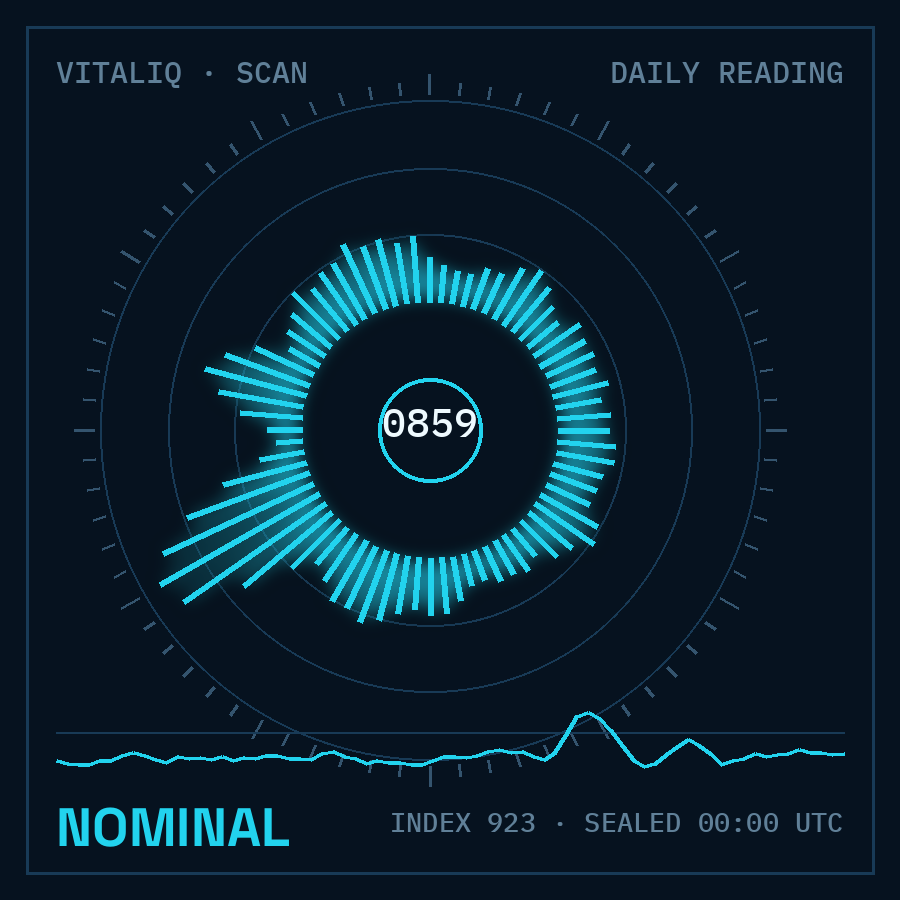 VITALIQ · SCAN
DAILY READING
0859
NOMINAL
INDEX 923 · SEALED 00:00 UTC